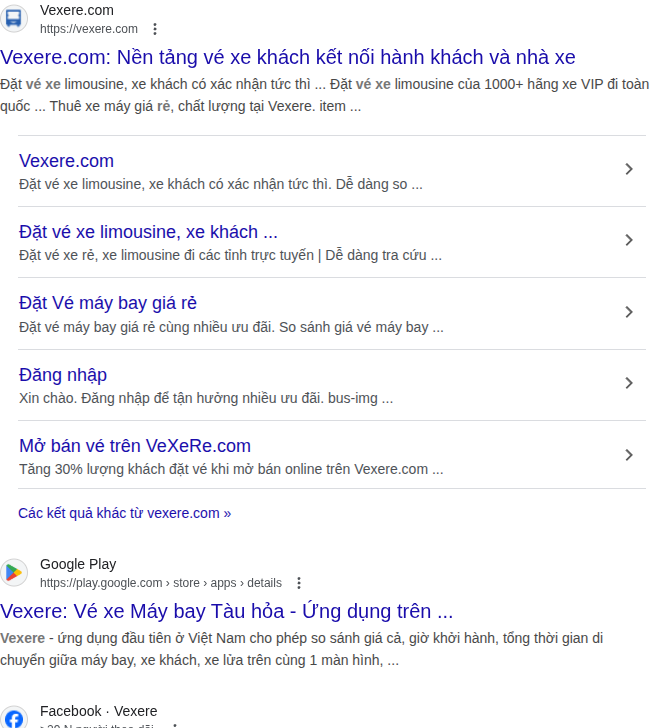 Vexere.com
https://vexere.com
Vexere.com: Nền tảng vé xe khách kết nối hành khách và nhà xe
Đặt vé xe limousine, xe khách có xác nhận tức thì ... Đặt vé xe limousine của 1000+ hãng xe VIP đi toàn
quốc ... Thuê xe máy giá rẻ, chất lượng tại Vexere. item ...
Vexere.com
Đặt vé xe limousine, xe khách có xác nhận tức thì. Dễ dàng so ...
Đặt vé xe limousine, xe khách ...
Đặt vé xe rẻ, xe limousine đi các tỉnh trực tuyến | Dễ dàng tra cứu ...
Đặt Vé máy bay giá rẻ
Đặt vé máy bay giá rẻ cùng nhiều ưu đãi. So sánh giá vé máy bay ...
Đăng nhập
Xin chào. Đăng nhập để tận hưởng nhiều ưu đãi. bus-img ...
Mở bán vé trên VeXeRe.com
Tăng 30% lượng khách đặt vé khi mở bán online trên Vexere.com ...
Các kết quả khác từ vexere.com »
Google Play
https://play.google.com › store › apps › details
Vexere: Vé xe Máy bay Tàu hỏa - Ứng dụng trên ...
Vexere - ứng dụng đầu tiên ở Việt Nam cho phép so sánh giá cả, giờ khởi hành, tổng thời gian di
chuyển giữa máy bay, xe khách, xe lửa trên cùng 1 màn hình, ...
Facebook · Vexere